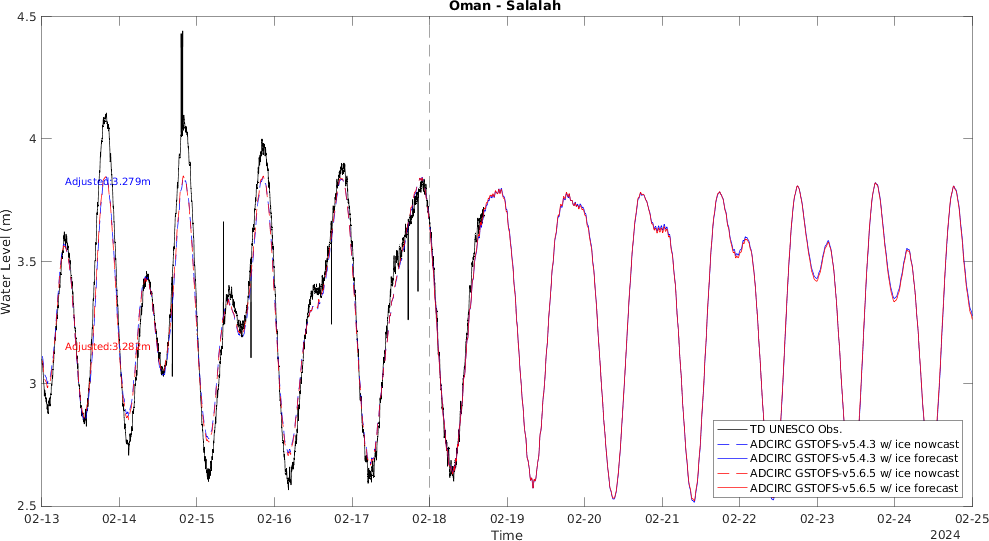 Oman - Salalah
4.5
4
3.5
3
2.5
Water Level (m)
Adjusted:3.279m
Adjusted:3.281m
TD UNESCO Obs.
ADCIRC GSTOFS-v5.4.3 w/ ice nowcast
ADCIRC GSTOFS-v5.4.3 w/ ice forecast
ADCIRC GSTOFS-v5.6.5 w/ ice nowcast
ADCIRC GSTOFS-v5.6.5 w/ ice forecast
02-13 02-14 02-15 02-16 02-17 02-18 02-19 02-20 02-21 02-22 02-23 02-24 02-25
Time
2024